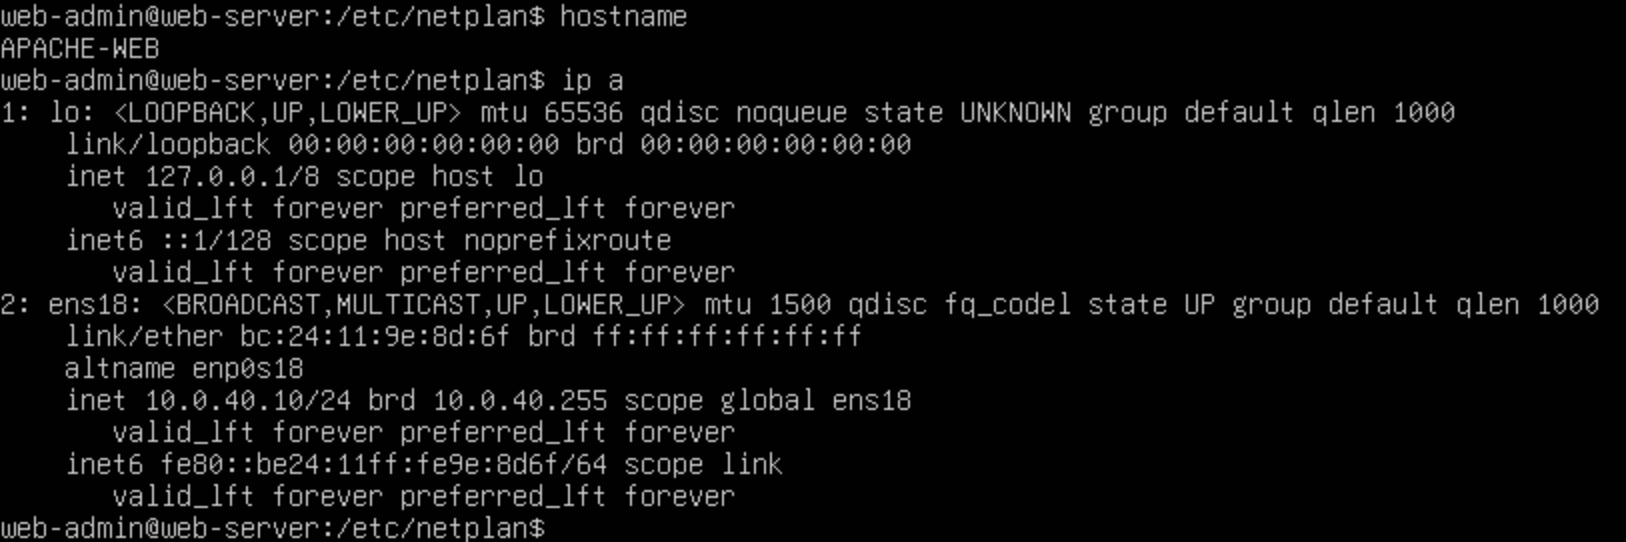 web-admin@web-server:/etc/netplan$ hostname
APACHE-WEB
web-admin@web-server:/etc/netplan$ ip a
1: lo: <LOOPBACK,UP,LOWER_UP> mtu 65536 qdisc noqueue state UNKNOWN group default qlen 1000
    link/loopback 00:00:00:00:00:00 brd 00:00:00:00:00:00
    inet 127.0.0.1/8 scope host lo
       valid_lft forever preferred_lft forever
    inet6 ::1/128 scope host noprefixroute
       valid_lft forever preferred_lft forever
2: ens18: <BROADCAST,MULTICAST,UP,LOWER_UP> mtu 1500 qdisc fq_codel state UP group default qlen 1000
    link/ether bc:24:11:9e:8d:6f brd ff:ff:ff:ff:ff:ff
    altname enp0s18
    inet 10.0.40.10/24 brd 10.0.40.255 scope global ens18
       valid_lft forever preferred_lft forever
    inet6 fe80::be24:11ff:fe9e:8d6f/64 scope link
       valid_lft forever preferred_lft forever
web-admin@web-server:/etc/netplan$